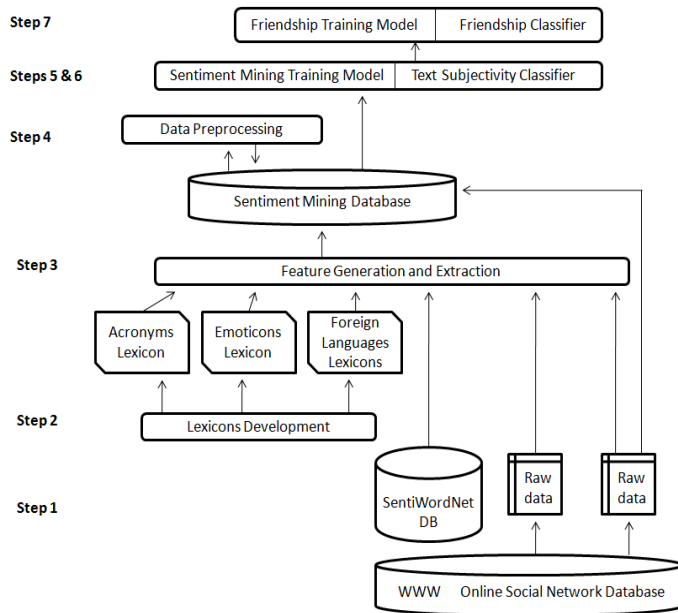 Step 7
Friendship Training Model
Friendship Classifier
Steps 5 & 6
Sentiment Mining Training Model
Text Subjectivity Classifier
Step 4
Data Preprocessing
Sentiment Mining Database
Step 3
Feature Generation and Extraction
Acronyms
Lexicon
Emoticons
Lexicon
Foreign
Languages
Lexicons
Step 2
Lexicons Development
Step 1
SentiWordNet
DB
Raw
data
Raw
data
WWW
Online Social Network Database